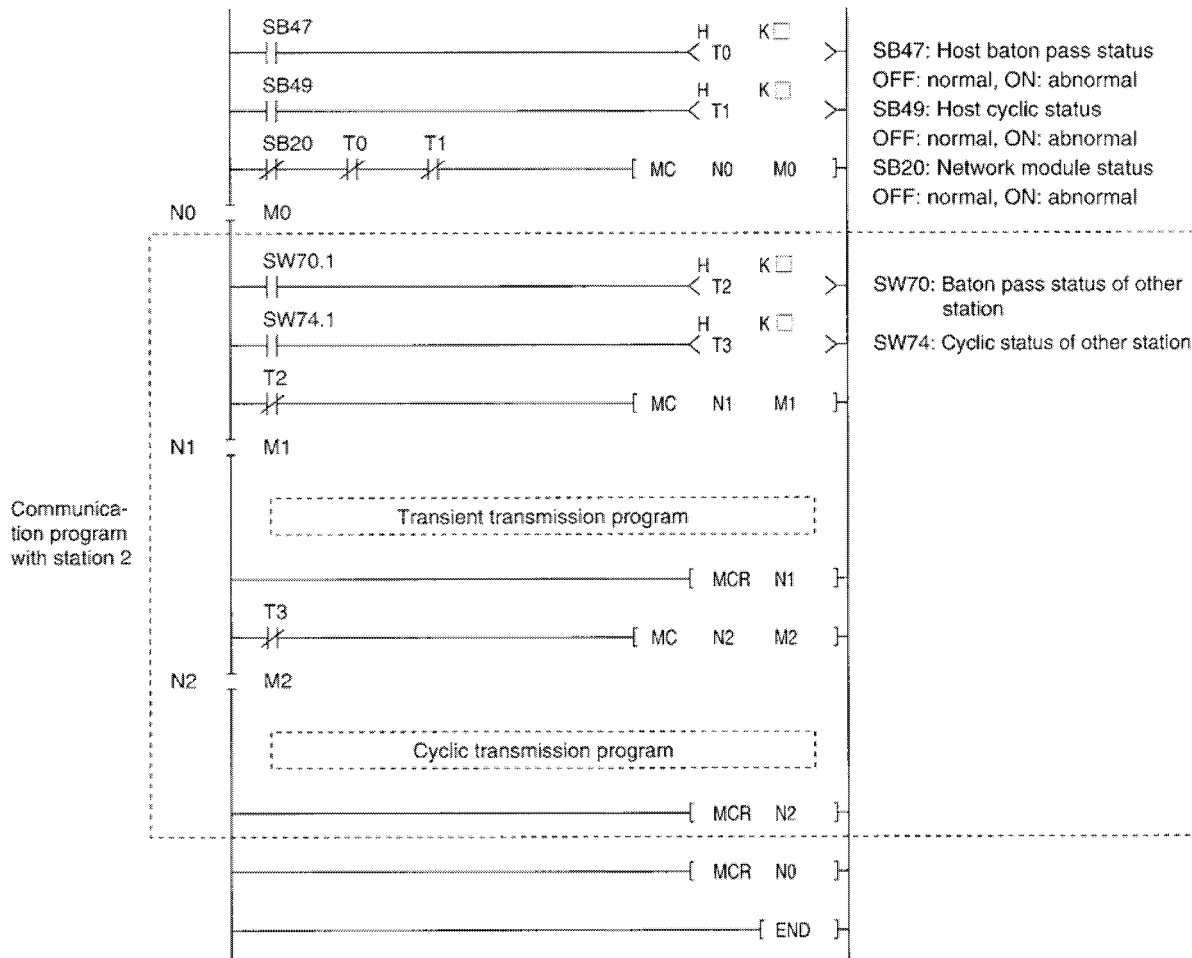 SB47
H K□
T0
SB47: Host baton pass status
OFF: normal, ON: abnormal
SB49
H K□
T1
SB49: Host cyclic status
OFF: normal, ON: abnormal
SB20 T0 T1
MC N0 M0
SB20: Network module status
OFF: normal, ON: abnormal
N0 M0
SW70.1
H K□
T2
SW70: Baton pass status of other
station
SW74.1
H K□
T3
SW74: Cyclic status of other station
T2
MC N1 M1
N1 M1
Communica-
tion program
with station 2
Transient transmission program
MCR N1
T3
MC N2 M2
N2 M2
Cyclic transmission program
MCR N2
MCR N0
END